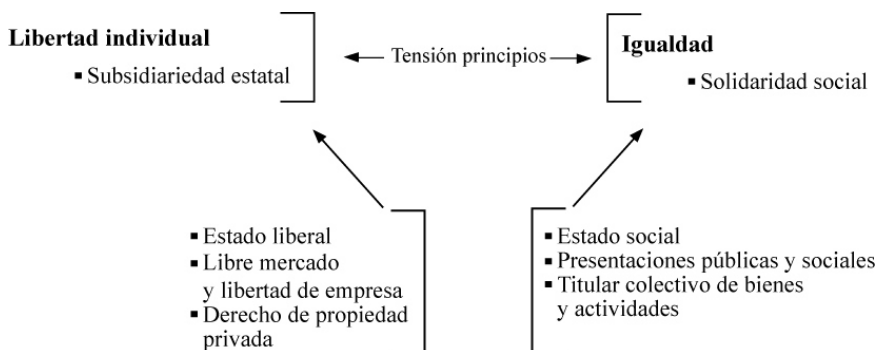 Libertad individual
▪ Subsidiariedad estatal
Tensión principios
Igualdad
▪ Solidaridad social
▪ Estado liberal
▪ Libre mercado
y libertad de empresa
▪ Derecho de propiedad
privada
▪ Estado social
▪ Presentaciones públicas y sociales
▪ Titular colectivo de bienes
y actividades